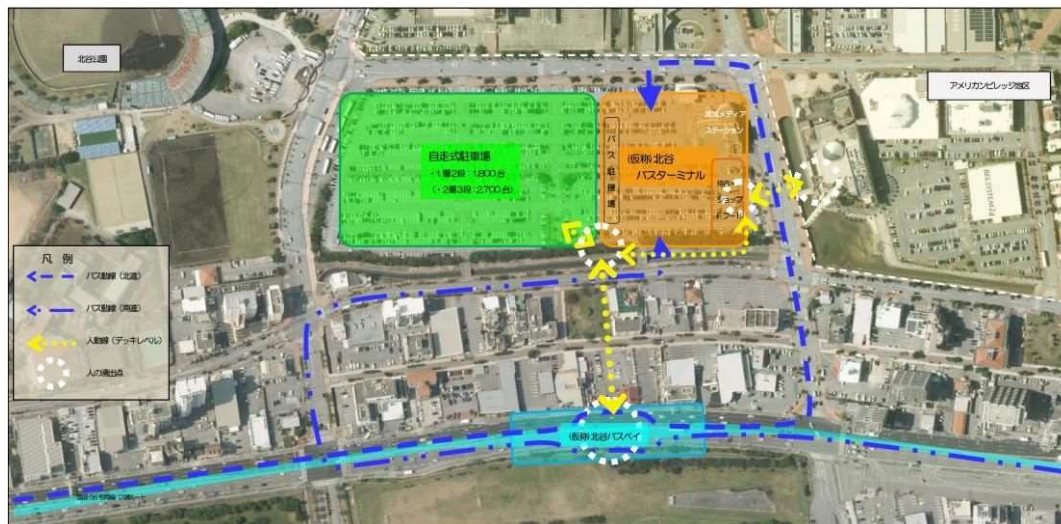 北谷公園
アメリカンビレッジ地区
自走式駐車場
・1層2段：1,800台
（・2層3段：2,700台）
バス駐機場
（仮称）北谷
バスターミナル
ステーション
ショップ
凡 例
バス動線（北進）
バス動線（南進）
人動線（デッキレベル）
人の滲出点
（仮称）北谷バスベイ